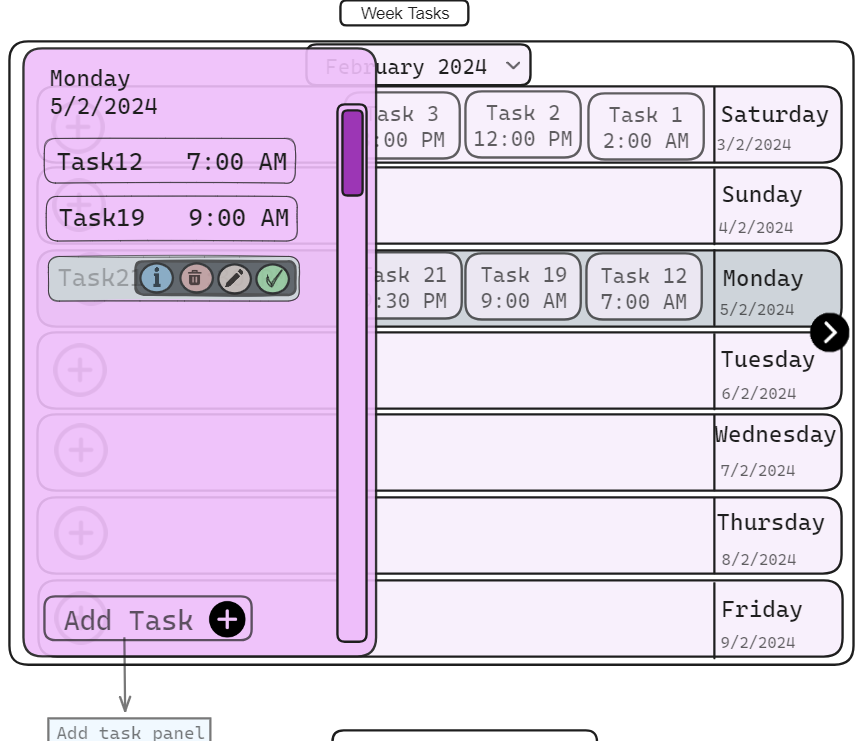 Week Tasks
February 2024
Monday
5/2/2024
Task12 7:00 AM
Task19 9:00 AM
Task21
Add Task
Task 3
:00 PM
Task 2
12:00 PM
Task 1
2:00 AM
Saturday
3/2/2024
Sunday
4/2/2024
Task 21
:30 PM
Task 19
9:00 AM
Task 12
7:00 AM
Monday
5/2/2024
Tuesday
6/2/2024
Wednesday
7/2/2024
Thursday
8/2/2024
Friday
9/2/2024
Add task panel